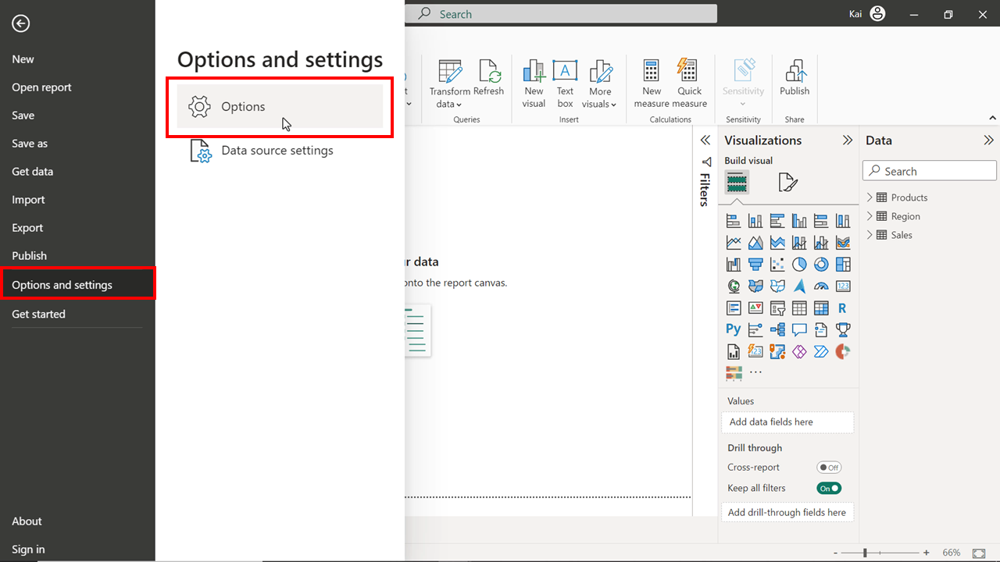 Search
Kai
New
Open report
Save
Save as
Get data
Import
Export
Publish
Options and settings
Get started
About
Sign in
Options and settings
Options
Data source settings
Transform data
Refresh
Queries
New visual
Text box
More visuals
Insert
New measure
Quick measure
Calculations
Sensitivity
Sensitivity
Publish
Share
r data
onto the report canvas.
Filters
Visualizations
Build visual
123
R
Py
123
...
Values
Add data fields here
Drill through
Cross-report
Off
Keep all filters
On
Add drill-through fields here
Data
Search
Products
Region
Sales
- + 66%